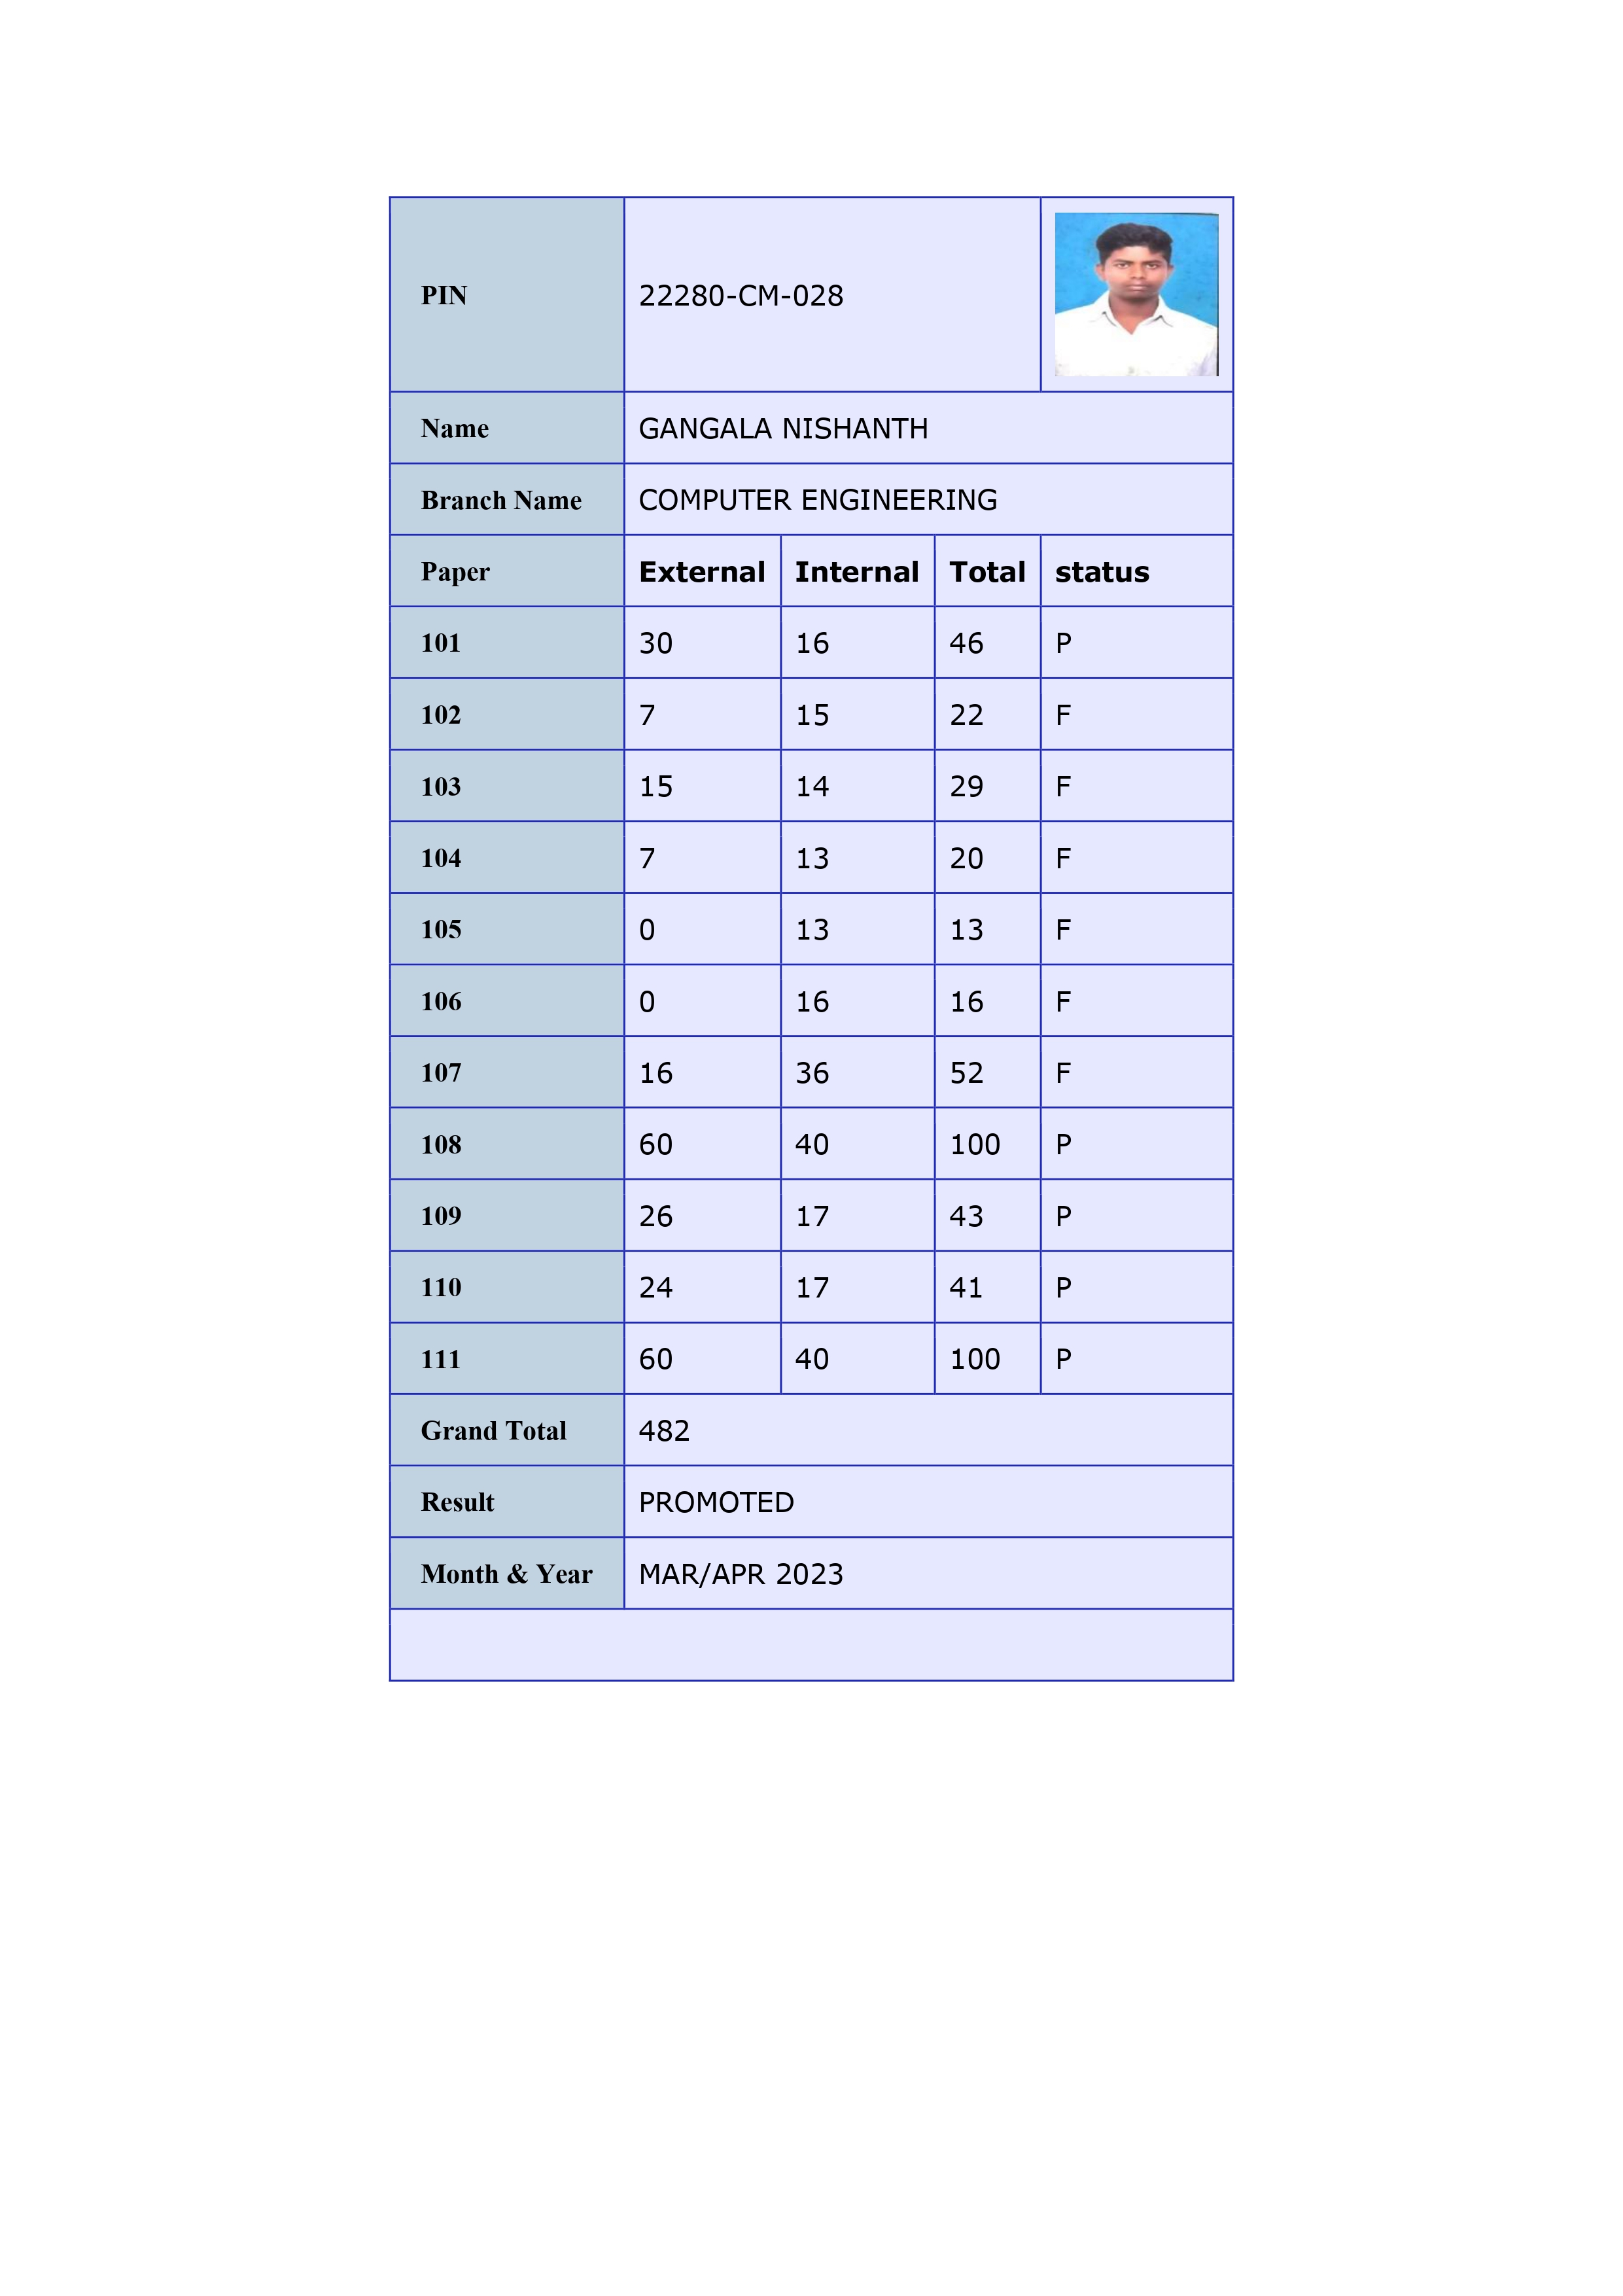 PIN 22280-CM-028
Name GANGALA NISHANTH
Branch Name COMPUTER ENGINEERING
Paper External Internal Total status
101 30 16 46 P
102 7 15 22 F
103 15 14 29 F
104 7 13 20 F
105 0 13 13 F
106 0 16 16 F
107 16 36 52 F
108 60 40 100 P
109 26 17 43 P
110 24 17 41 P
111 60 40 100 P
Grand Total 482
Result PROMOTED
Month & Year MAR/APR 2023